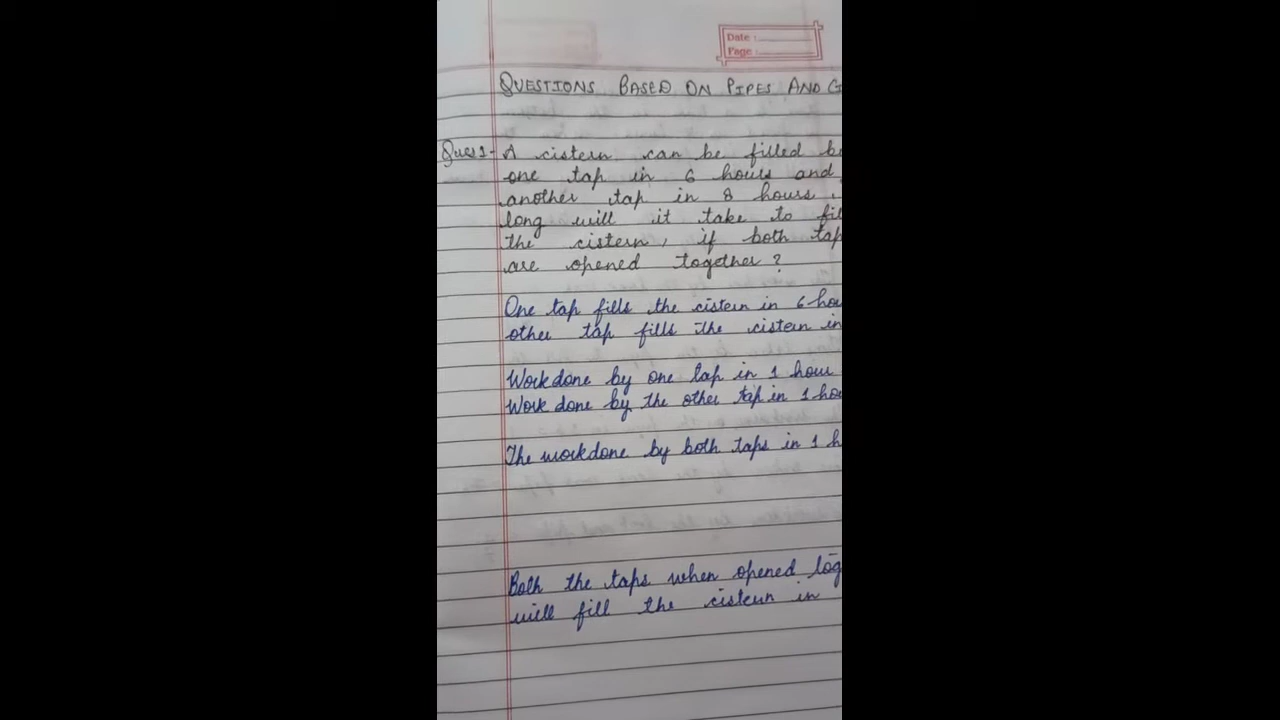 Date :
Page :
QUESTIONS BASED ON PIPES AND
Ques 1- A cistern can be filled
one tap in 6 hours and
another tap in 8 hours.
long will it take to
the cistern, if both tap
are opened together?
One tap fills the cistern in 6
other tap fills the cistern in
Workdone by one tap in 1 hour
Work done by the other tap in 1
The workdone by both taps in 1
Both the taps when opened
will fill the cistern in